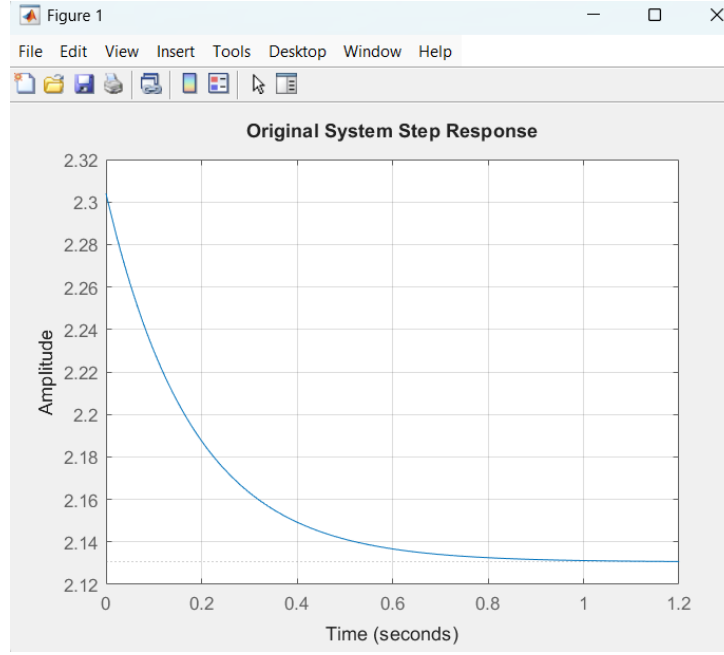 Figure 1
File Edit View Insert Tools Desktop Window Help
Original System Step Response
2.32
2.3
2.28
2.26
2.24
2.22
2.2
2.18
2.16
2.14
2.12
Amplitude
0 0.2 0.4 0.6 0.8 1 1.2
Time (seconds)